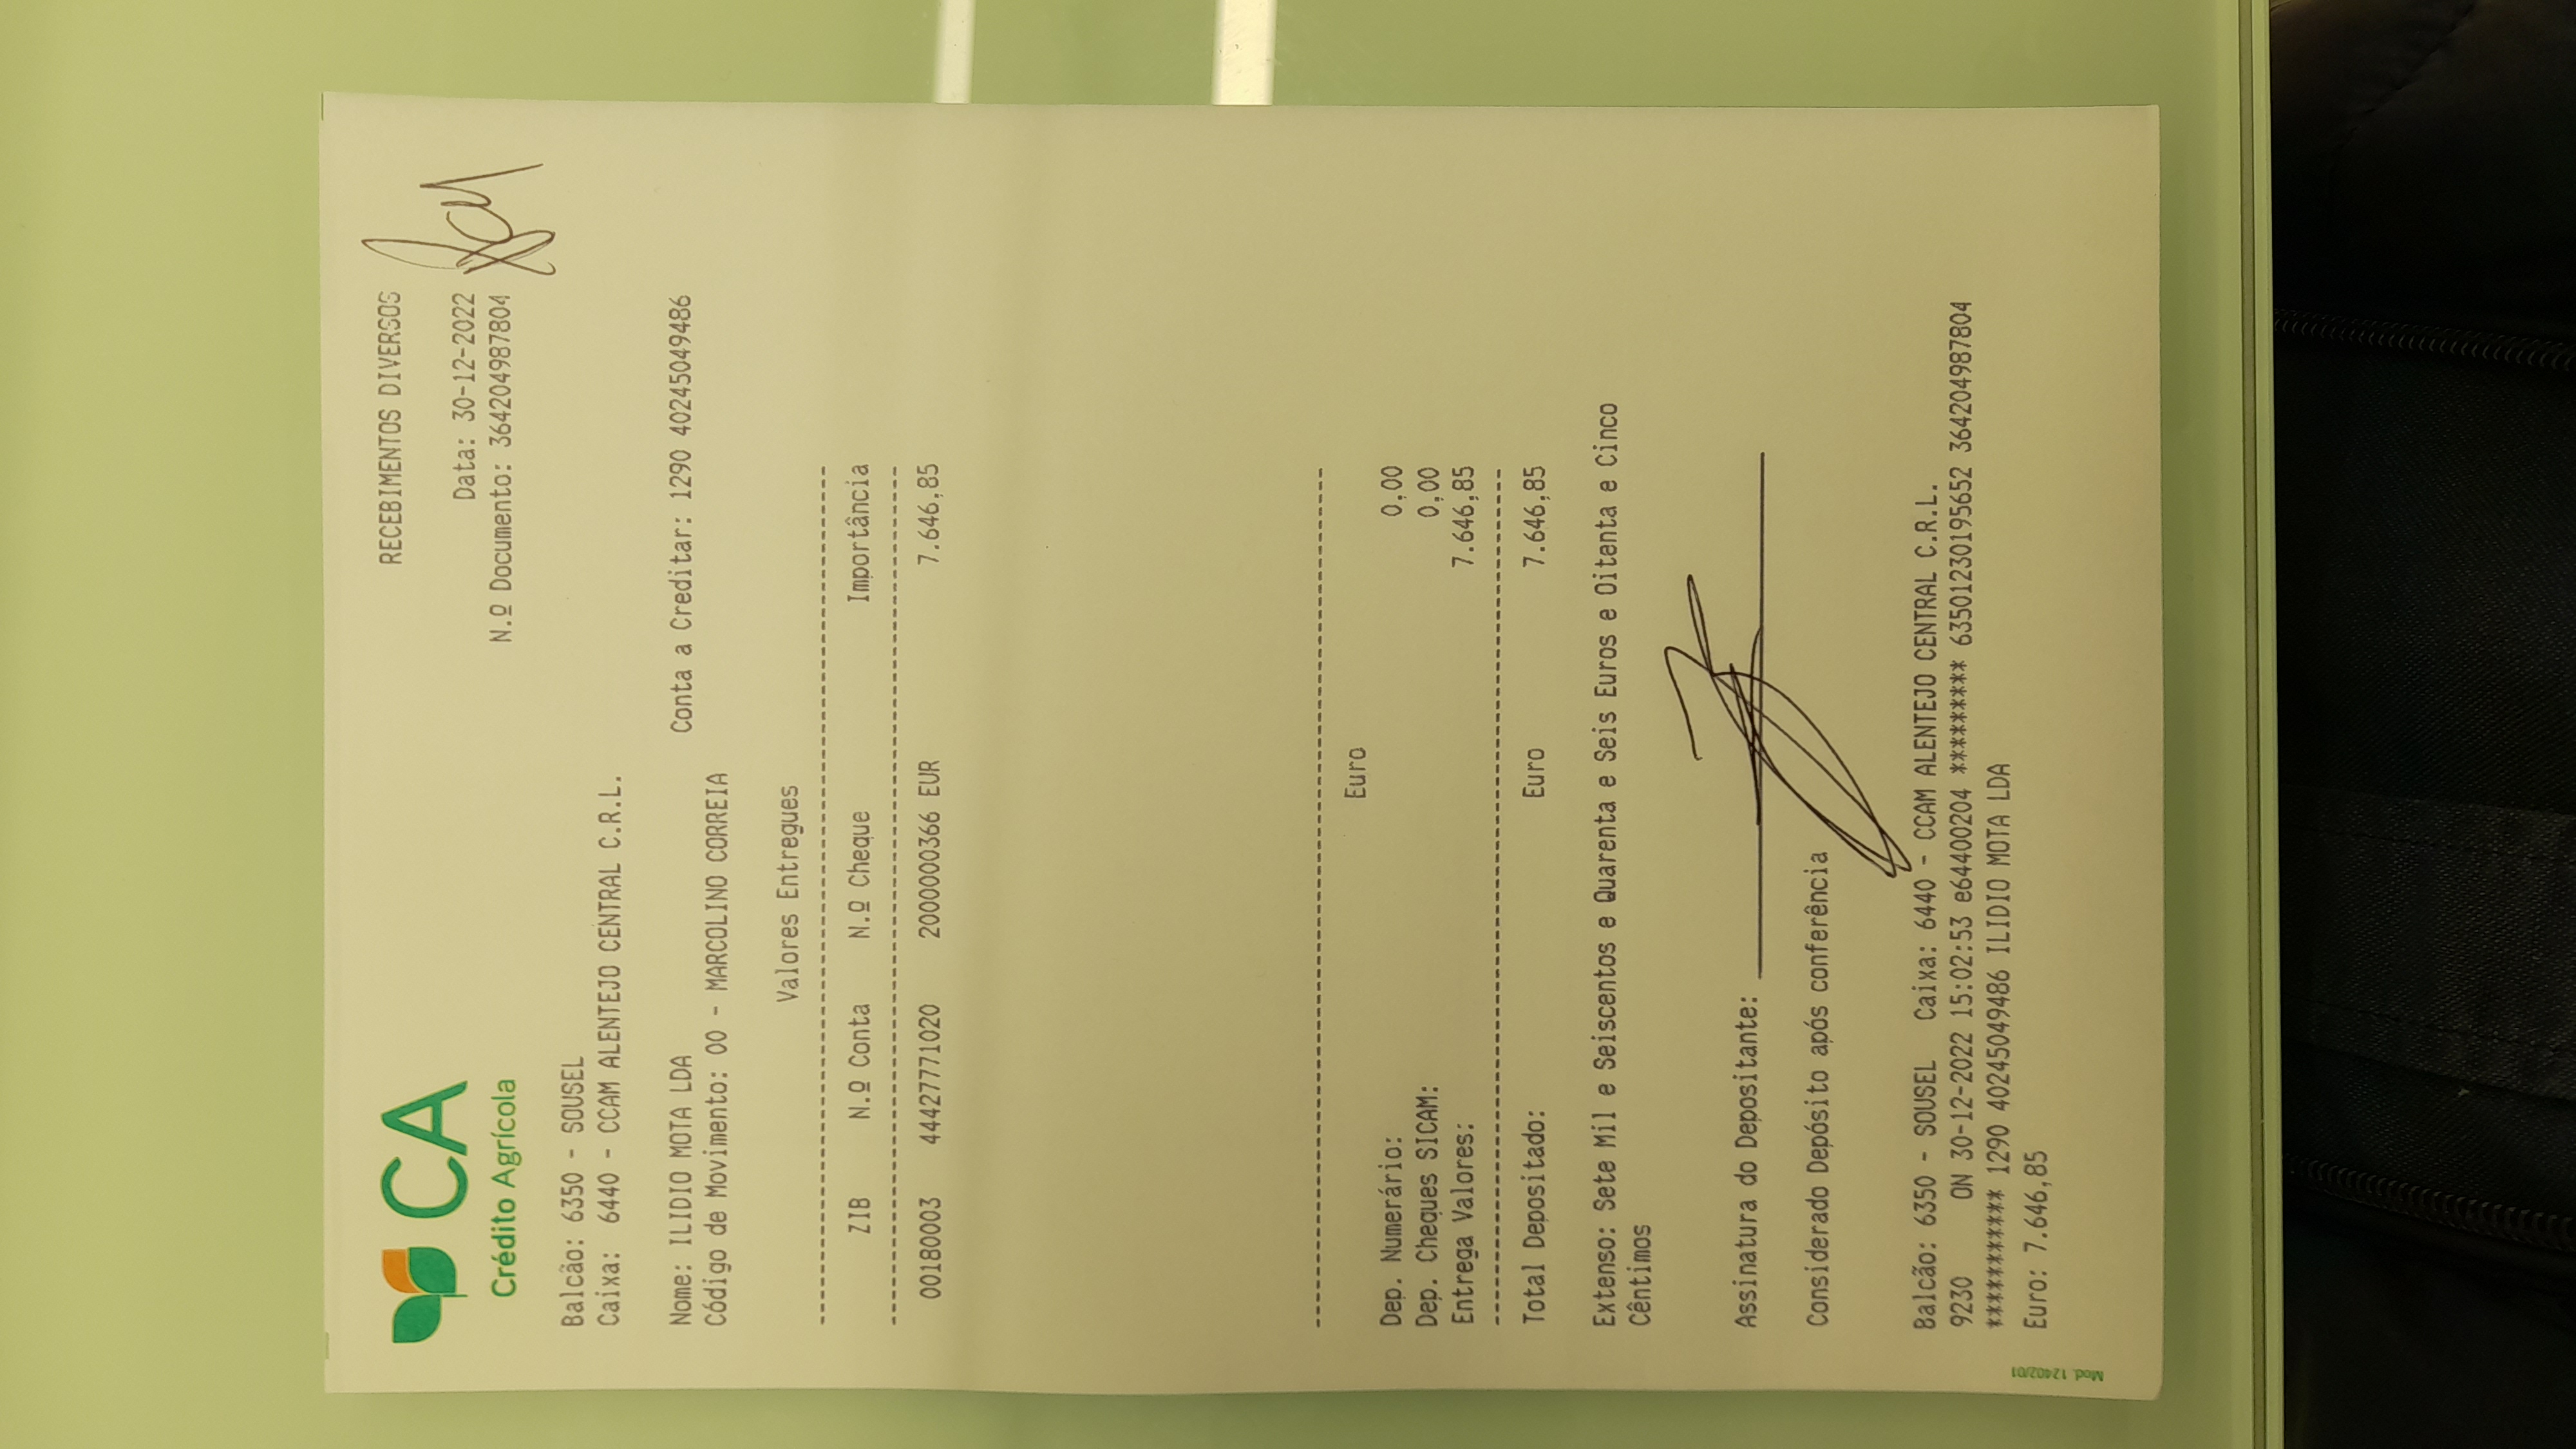 CA
Crédito Agrícola
RECEBIMENTOS DIVERSOS
Data: 30-12-2022
N.º Documento: 364204987804
Balcão: 6350 - SOUSEL
Caixa: 6440 - CCAM ALENTEJO CENTRAL C.R.L.
Nome: ILIDIO MOTA LDA Conta a Creditar: 1290 40245049486
Código de Movimento: 00 - MARCOLINO CORREIA
Valores Entregues
ZIB N.º Conta N.º Cheque Importância
00180003 44427771020 2000000366 EUR 7.646,85
Euro
Dep. Numerário: 0,00
Dep. Cheques SICAM: 0,00
Entrega Valores: 7.646,85
Total Depositado: Euro 7.646,85
Extenso: Sete Mil e Seiscentos e Quarenta e Seis Euros e Oitenta e Cinco
Cêntimos
Assinatura do Depositante:
Considerado Depósito após conferência
Balcão: 6350 - SOUSEL Caixa: 6440 - CCAM ALENTEJO CENTRAL C.R.L.
9230 ON 30-12-2022 15:02:53 e6440204 ******** 63501230195652 364204987804
********** 1290 40245049486 ILIDIO MOTA LDA
Euro: 7.646,85
Mod. 12402/01